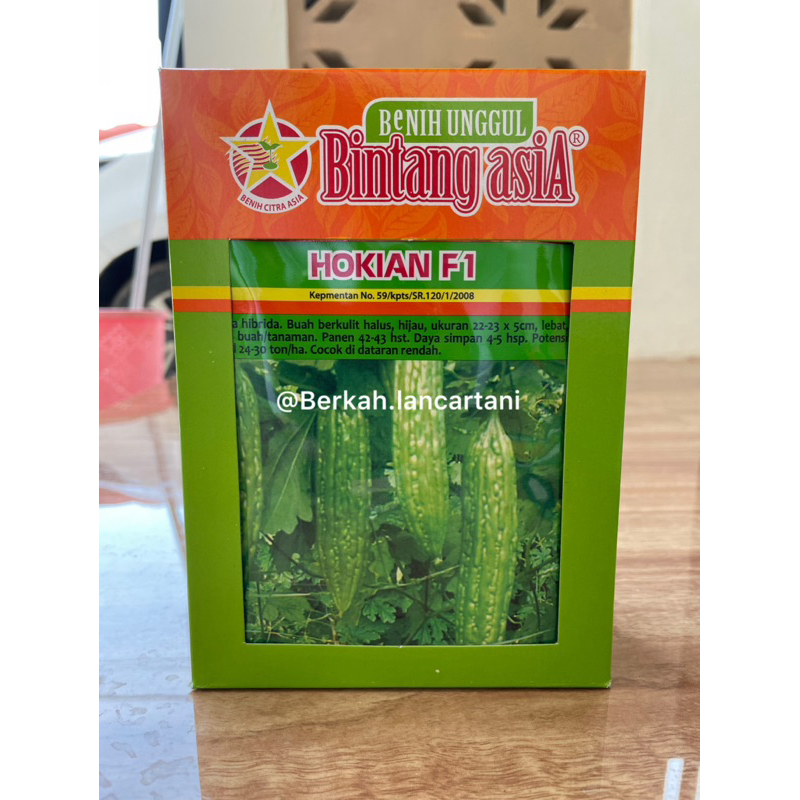 BeNIH UNGGUL
Bintang asiA®
BENIH CITRA ASIA
HOKIAN F1
Kepmentan No. 59/kpts/SR.120/1/2008
a hibrida. Buah berkulit halus, hijau, ukuran 22-23 x 5cm, lebat,
buah/tanaman. Panen 42-43 hst. Daya simpan 4-5 hsp. Potens
24-30 ton/ha. Cocok di dataran rendah.
@Berkah.lancartani